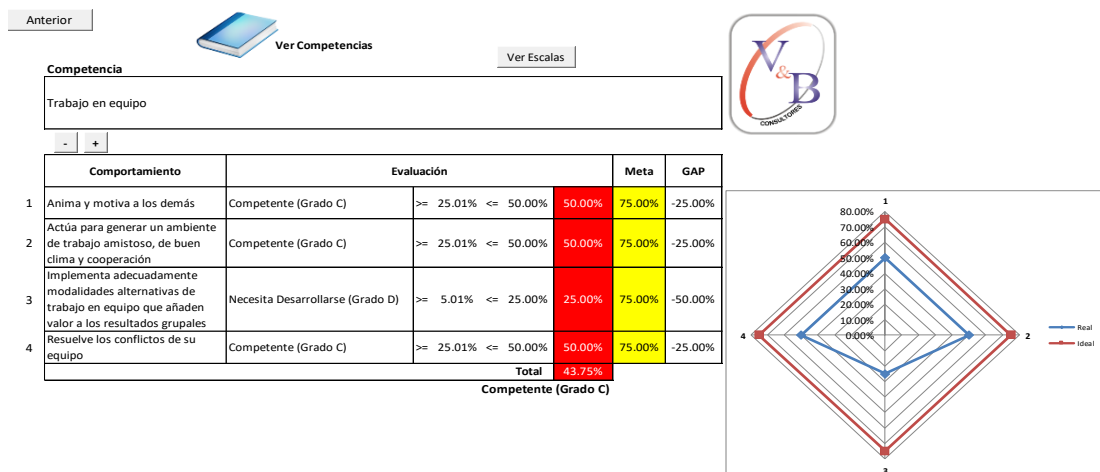 Anterior
Ver Competencias
Ver Escalas
V&B
CONSULTORES
Competencia
Trabajo en equipo
- +
Comportamiento Evaluación Meta GAP
1 Anima y motiva a los demás Competente (Grado C) >= 25.01% <= 50.00% 50.00% 75.00% -25.00%
2 Actúa para generar un ambiente de trabajo amistoso, de buen clima y cooperación Competente (Grado C) >= 25.01% <= 50.00% 50.00% 75.00% -25.00%
3 Implementa adecuadamente modalidades alternativas de trabajo en equipo que añaden valor a los resultados grupales Necesita Desarrollarse (Grado D) >= 5.01% <= 25.00% 25.00% 75.00% -50.00%
4 Resuelve los conflictos de su equipo Competente (Grado C) >= 25.01% <= 50.00% 50.00% 75.00% -25.00%
Total 43.75%
Competente (Grado C)
1
80.00%
70.00%
60.00%
50.00%
40.00%
30.00%
20.00%
10.00%
0.00%
4
2
3
Real
Ideal